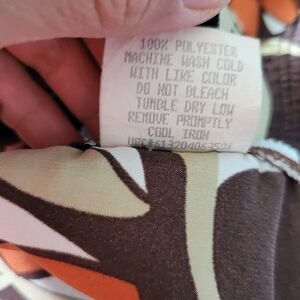 100% POLYESTER
MACHINE WASH COLD
WITH LIKE COLOR
DO NOT BLEACH
TUMBLE DRY LOW
REMOVE PROMPTLY
COOL IRON